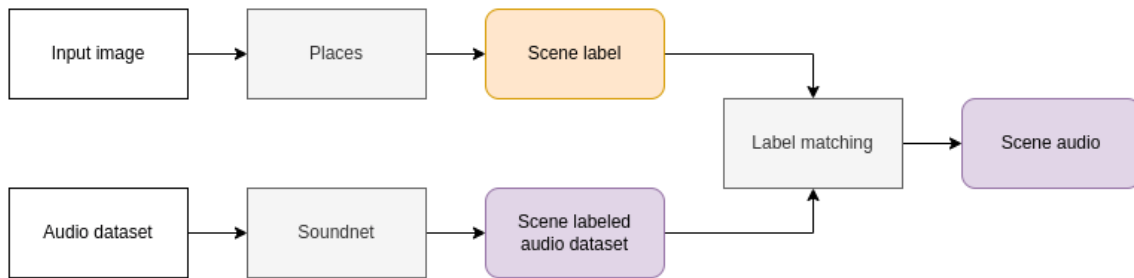 Input image
Places
Scene label
Label matching
Scene audio
Audio dataset
Soundnet
Scene labeled
audio dataset